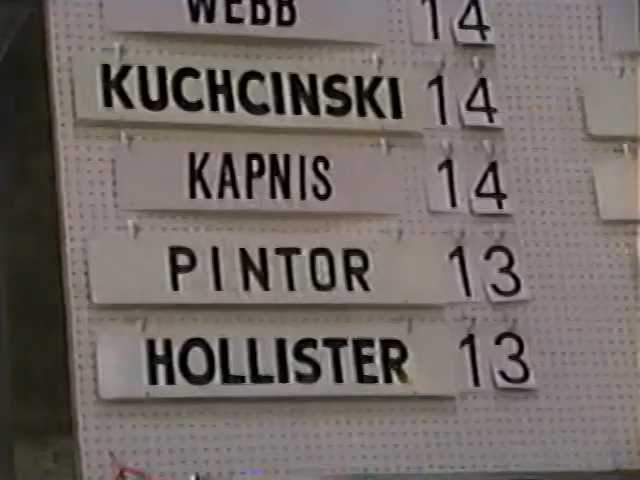 WEBB 14
KUCHCINSKI 14
KAPNIS 14
PINTOR 13
HOLLISTER 13